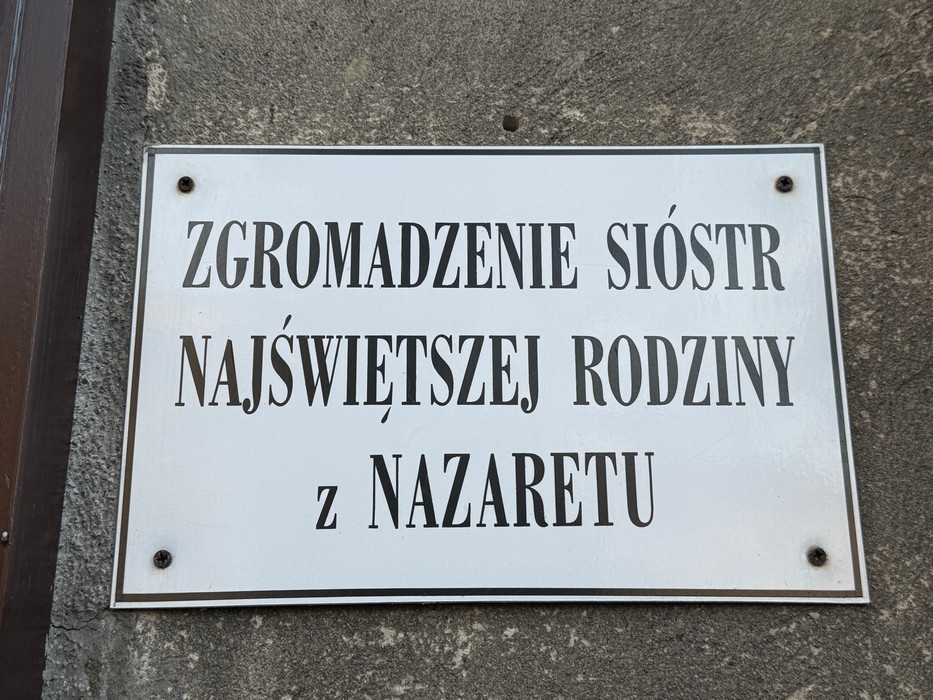 ZGROMADZENIE SIÓSTR
NAJŚWIĘTSZEJ RODZINY
z NAZARETU